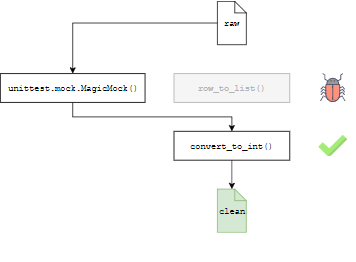 raw
unittest.mock.MagicMock()
row_to_list()
convert_to_int()
clean